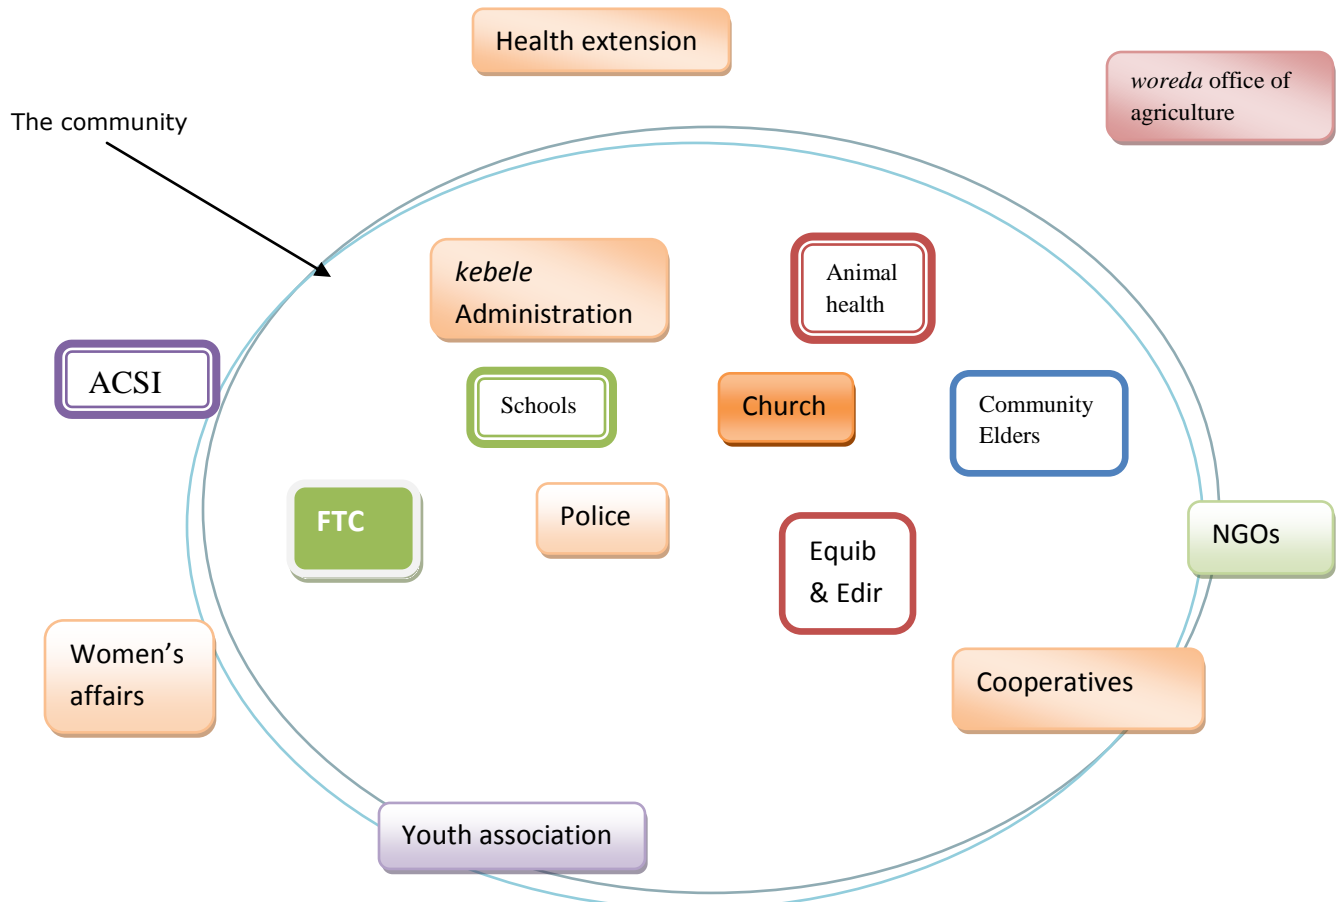 Health extension
woreda office of
agriculture
The community
kebele
Administration
Animal
health
ACSI
Schools
Church
Community
Elders
FTC
Police
NGOs
Equib
& Edir
Women’s
affairs
Cooperatives
Youth association